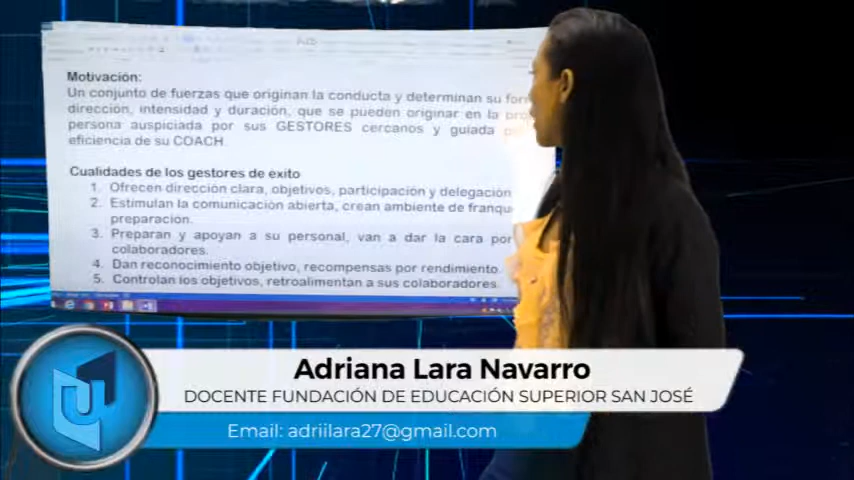 Motivación:
Un conjunto de fuerzas que originan la conducta y determinan su
dirección, intensidad y duración, que se pueden originar en la
persona auspiciada por sus GESTORES cercanos y guiada
eficiencia de su COACH.
Cualidades de los gestores de exito
1. Ofrecen dirección clara, objetivos, participación y delegación
2. Estimulan la comunicación abierta, crean ambiente de
preparación.
3. Preparan y apoyan a su personal, van a dar la cara por
colaboradores.
4. Dan reconocimiento objetivo, recompensas por rendimiento.
5. Controlan los objetivos, retroalimentan a sus colaboradores.
Adriana Lara Navarro
DOCENTE FUNDACIÓN DE EDUCACIÓN SUPERIOR SAN JOSÉ
Email: adriilara27@gmail.com